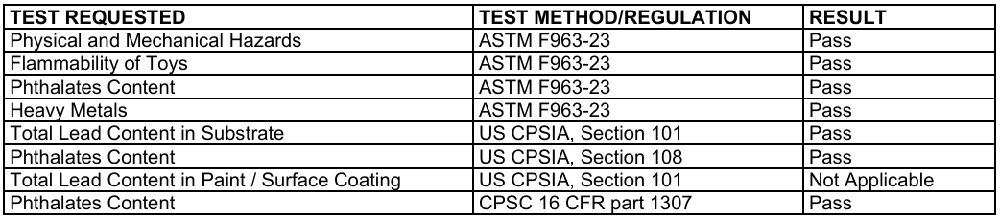 TEST REQUESTED TEST METHOD/REGULATION RESULT
Physical and Mechanical Hazards ASTM F963-23 Pass
Flammability of Toys ASTM F963-23 Pass
Phthalates Content ASTM F963-23 Pass
Heavy Metals ASTM F963-23 Pass
Total Lead Content in Substrate US CPSIA, Section 101 Pass
Phthalates Content US CPSIA, Section 108 Pass
Total Lead Content in Paint / Surface Coating US CPSIA, Section 101 Not Applicable
Phthalates Content CPSC 16 CFR part 1307 Pass